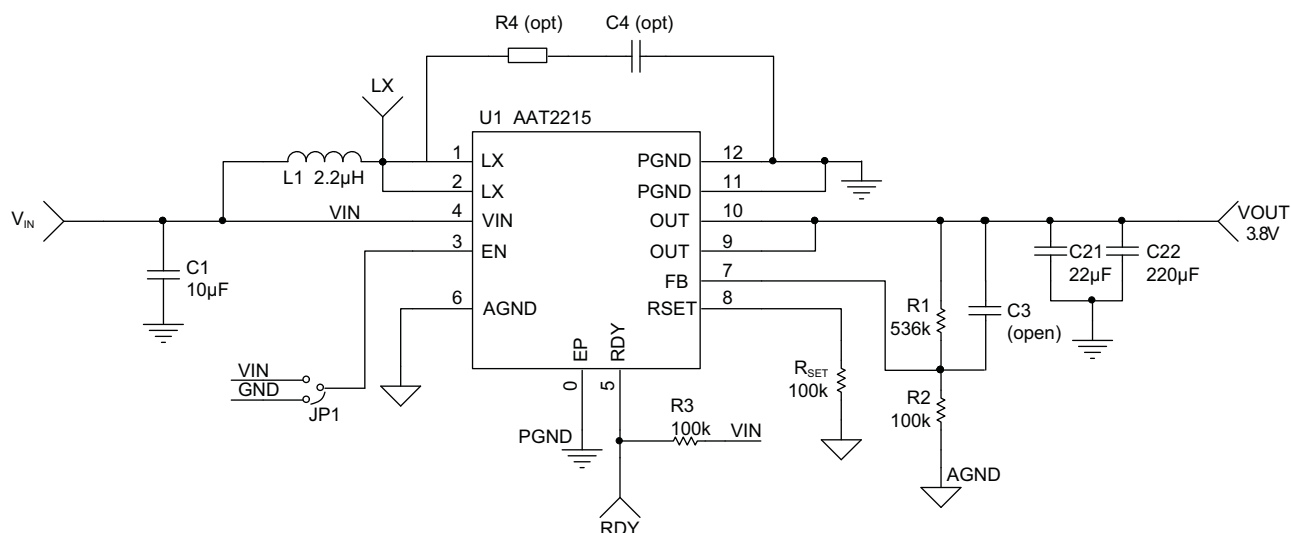 R4 (opt)
C4 (opt)
LX
U1 AAT2215
1
LX
PGND
12
L1 2.2µH
2
LX
PGND
11
VIN
VIN
4
VIN
OUT
10
VOUT
3.8V
3
EN
OUT
9
C1
10µF
C21
22µF
C22
220µF
FB
7
6
AGND
RSET
8
R1
536k
C3
(open)
EP
RDY
0
5
VIN
GND
JP1
RSET
100k
R2
100k
R3
100k
VIN
PGND
AGND
RDY